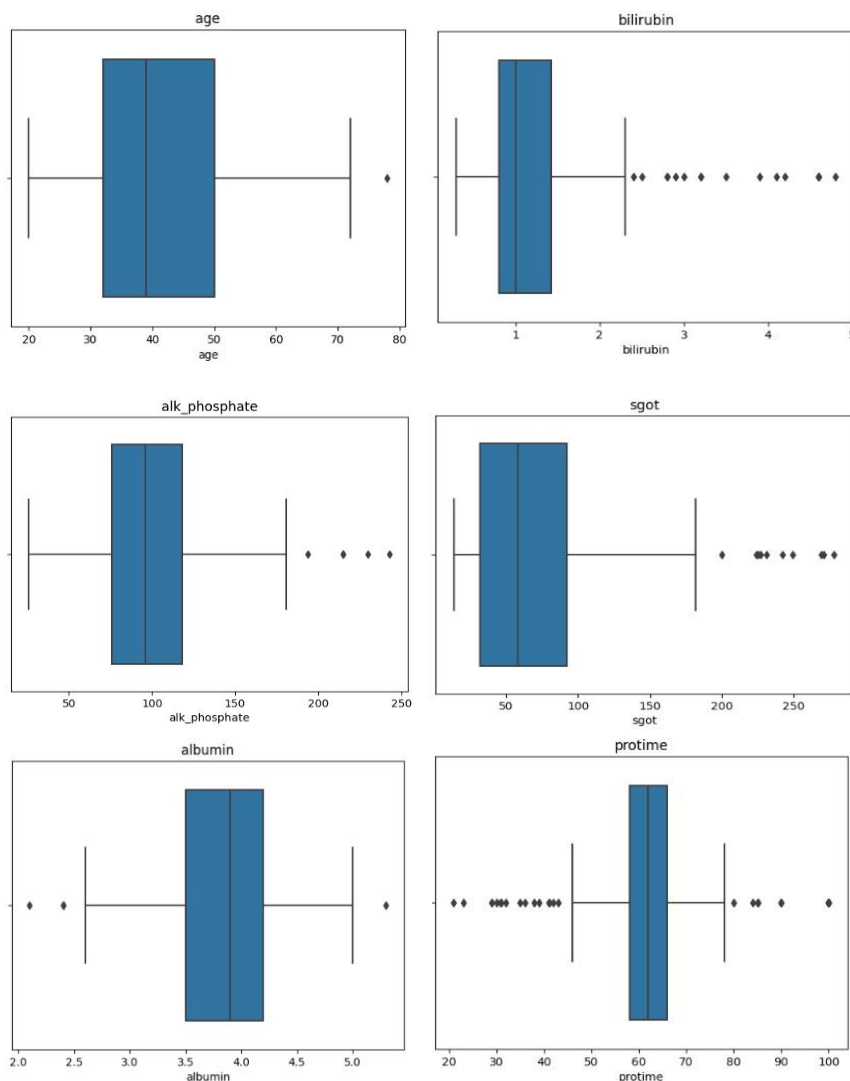 age
20 30 40 50 60 70 80
age
bilirubin
1 2 3 4
bilirubin
alk_phosphate
50 100 150 200 250
alk_phosphate
sgot
50 100 150 200 250
sgot
albumin
2.0 2.5 3.0 3.5 4.0 4.5 5.0
albumin
protime
20 30 40 50 60 70 80 90 100
protime